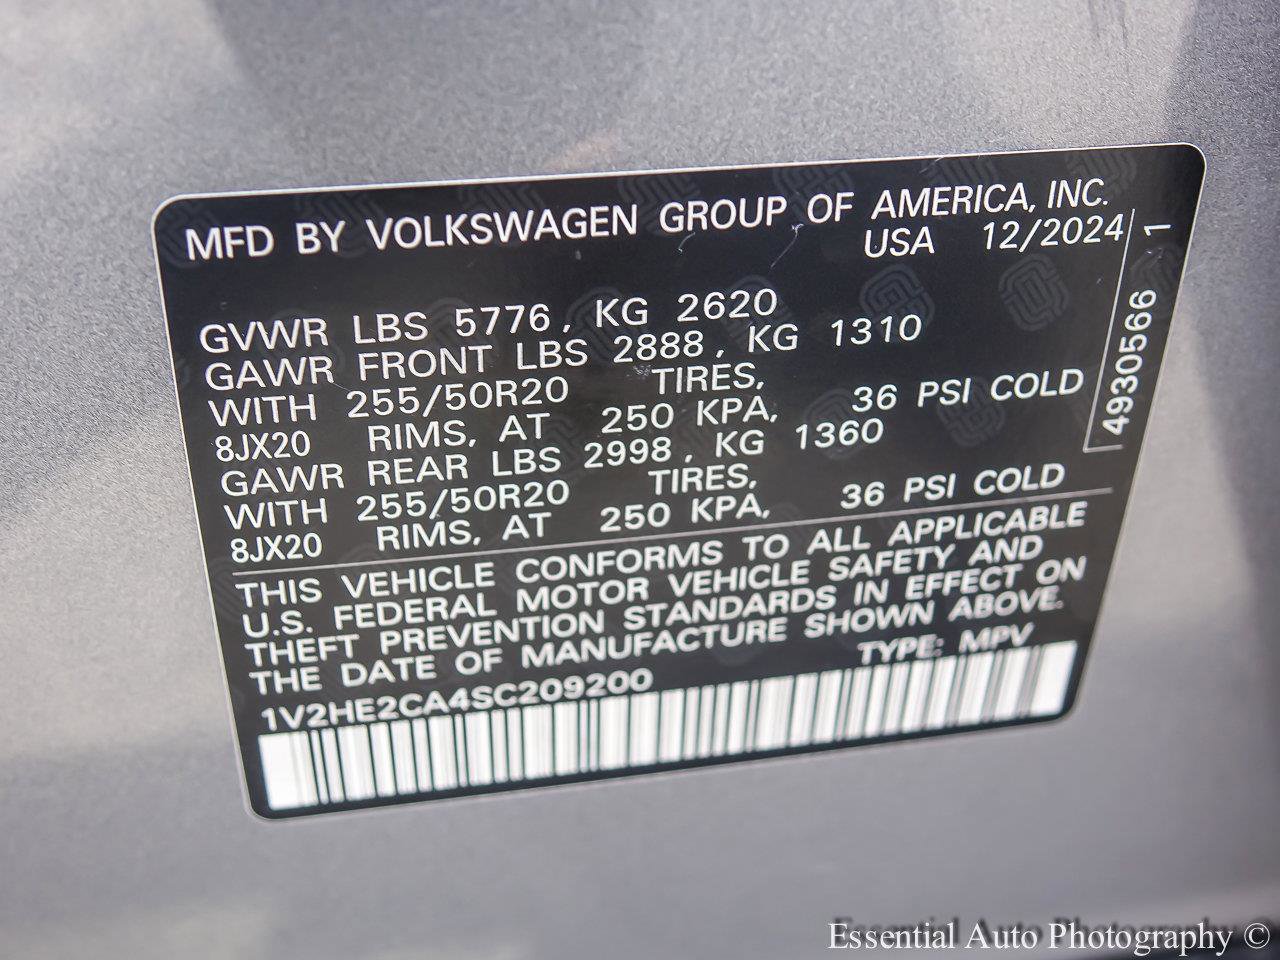 MFD BY VOLKSWAGEN GROUP OF AMERICA, INC.
USA 12/2024
GVWR LBS 5776, KG 2620
GAWR FRONT LBS 2888, KG 1310
WITH 255/50R20 TIRES,
8JX20 RIMS, AT 250 KPA, 36 PSI COLD
GAWR REAR LBS 2998, KG 1360
WITH 255/50R20 TIRES,
8JX20 RIMS, AT 250 KPA, 36 PSI COLD
4930566 1
THIS VEHICLE CONFORMS TO ALL APPLICABLE
U.S. FEDERAL MOTOR VEHICLE SAFETY AND
THEFT PREVENTION STANDARDS IN EFFECT ON
THE DATE OF MANUFACTURE SHOWN ABOVE.
TYPE: MPV
1V2HE2CA4SC209200
Essential Auto Photography ©